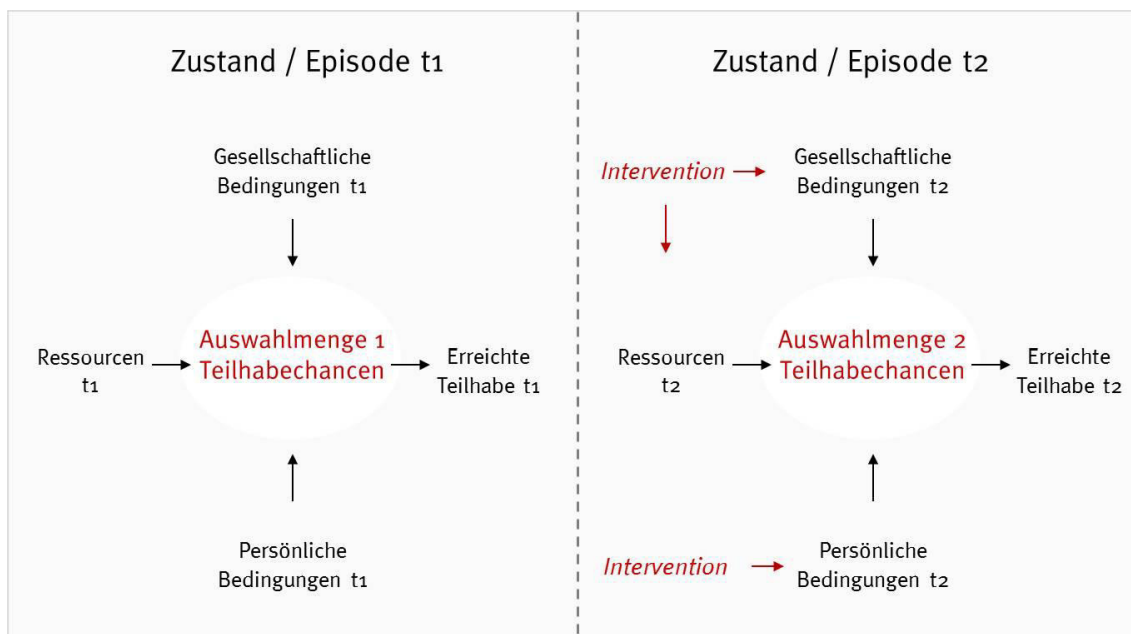 Zustand / Episode t1
Gesellschaftliche
Bedingungen t1
Ressourcen
t1
Auswahlmenge 1
Teilhabechancen
Erreichte
Teilhabe t1
Persönliche
Bedingungen t1
Zustand / Episode t2
Intervention
Gesellschaftliche
Bedingungen t2
Ressourcen
t2
Auswahlmenge 2
Teilhabechancen
Erreichte
Teilhabe t2
Intervention
Persönliche
Bedingungen t2